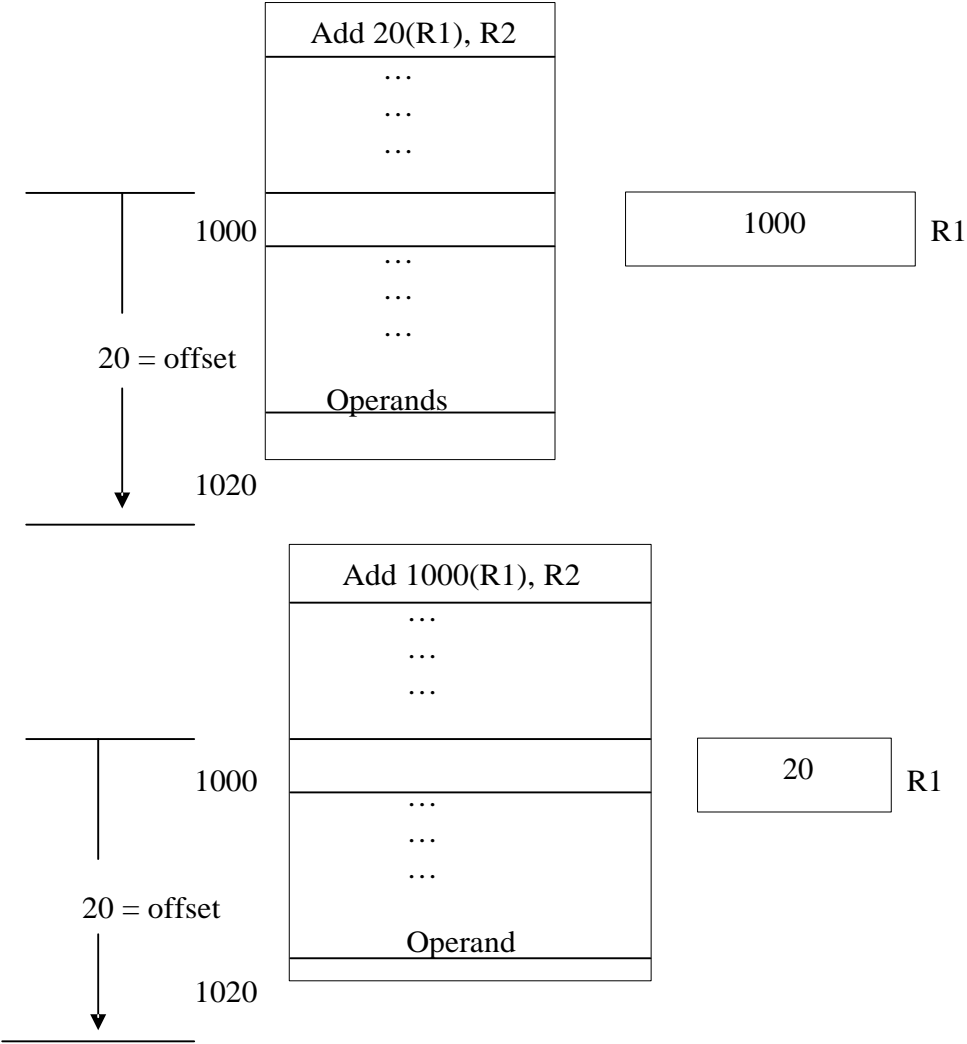 Add 20(R1), R2
…
…
…
1000
1000
R1
…
…
…
20 = offset
Operands
1020
Add 1000(R1), R2
…
…
…
1000
20
R1
…
…
…
20 = offset
Operand
1020